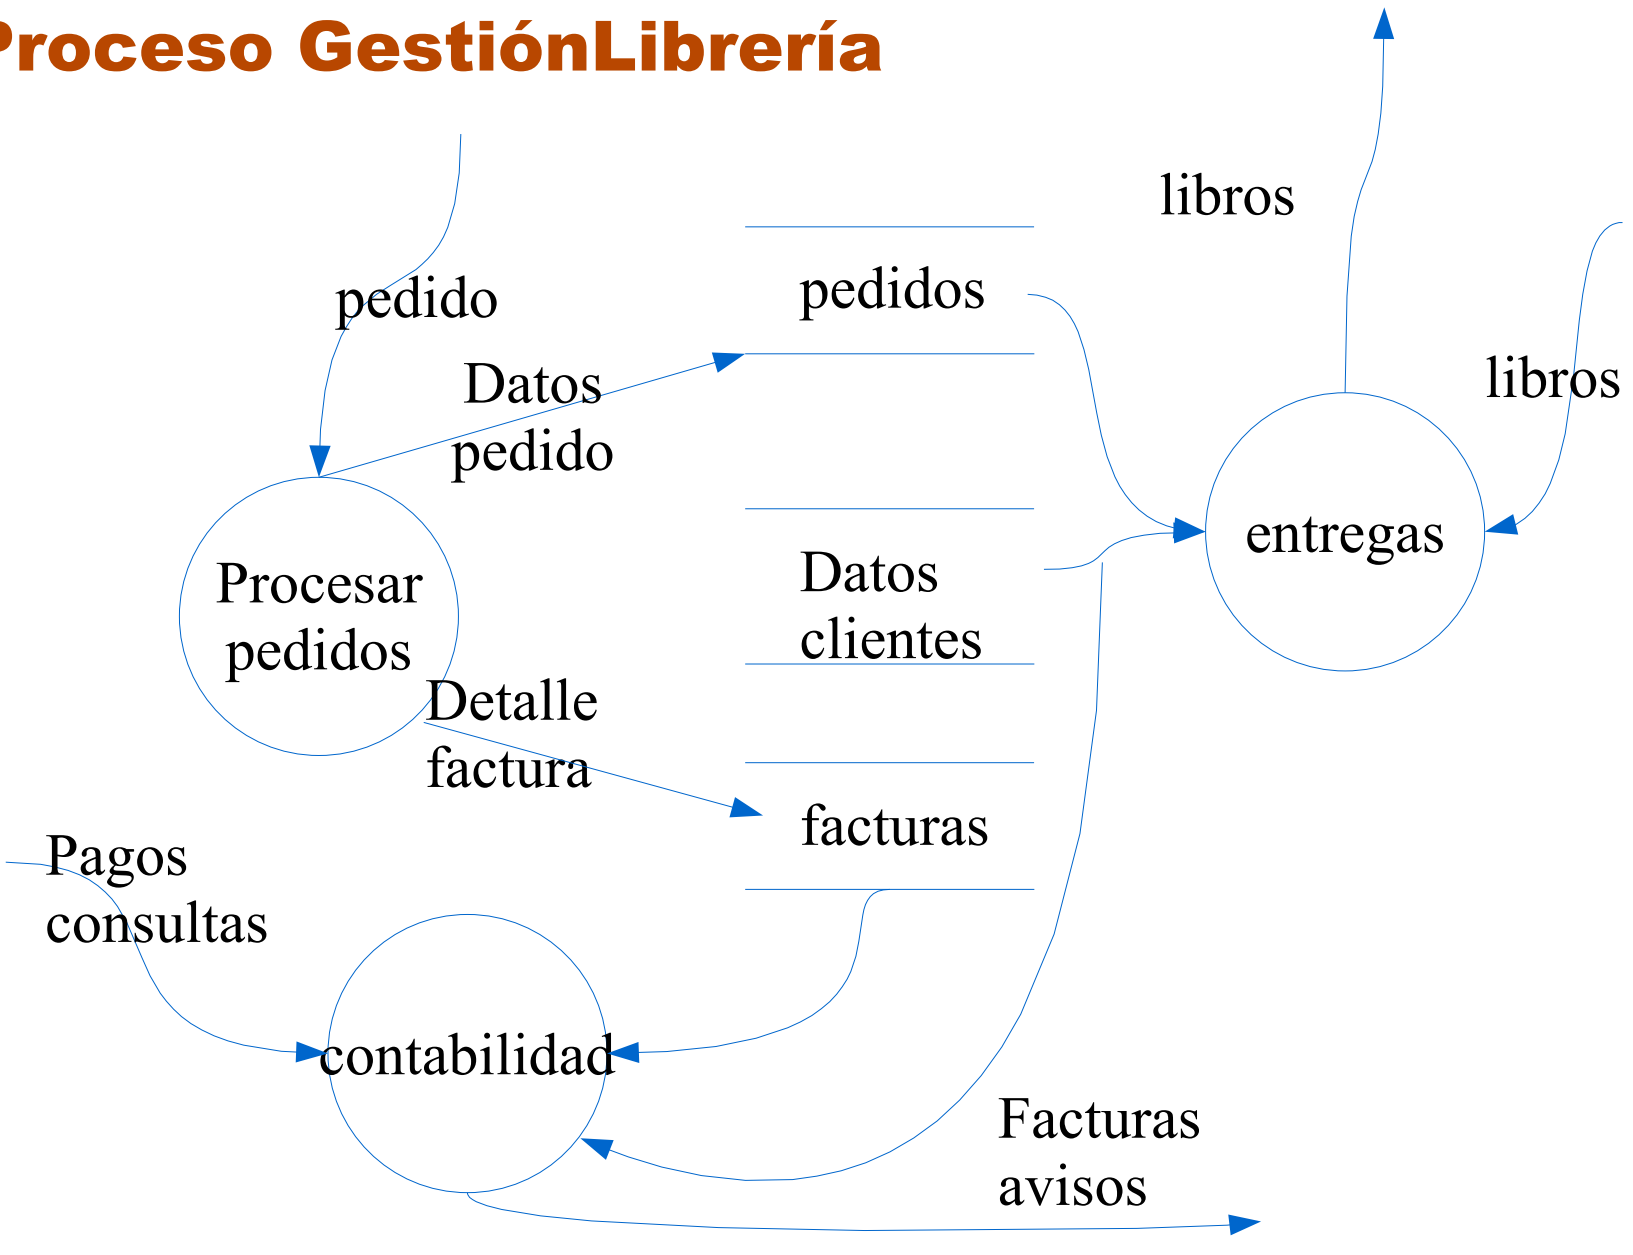 Proceso GestiónLibrería
libros
pedido
pedidos
Datos
pedido
libros
entregas
Procesar
pedidos
Datos
clientes
Detalle
factura
facturas
Pagos
consultas
contabilidad
Facturas
avisos